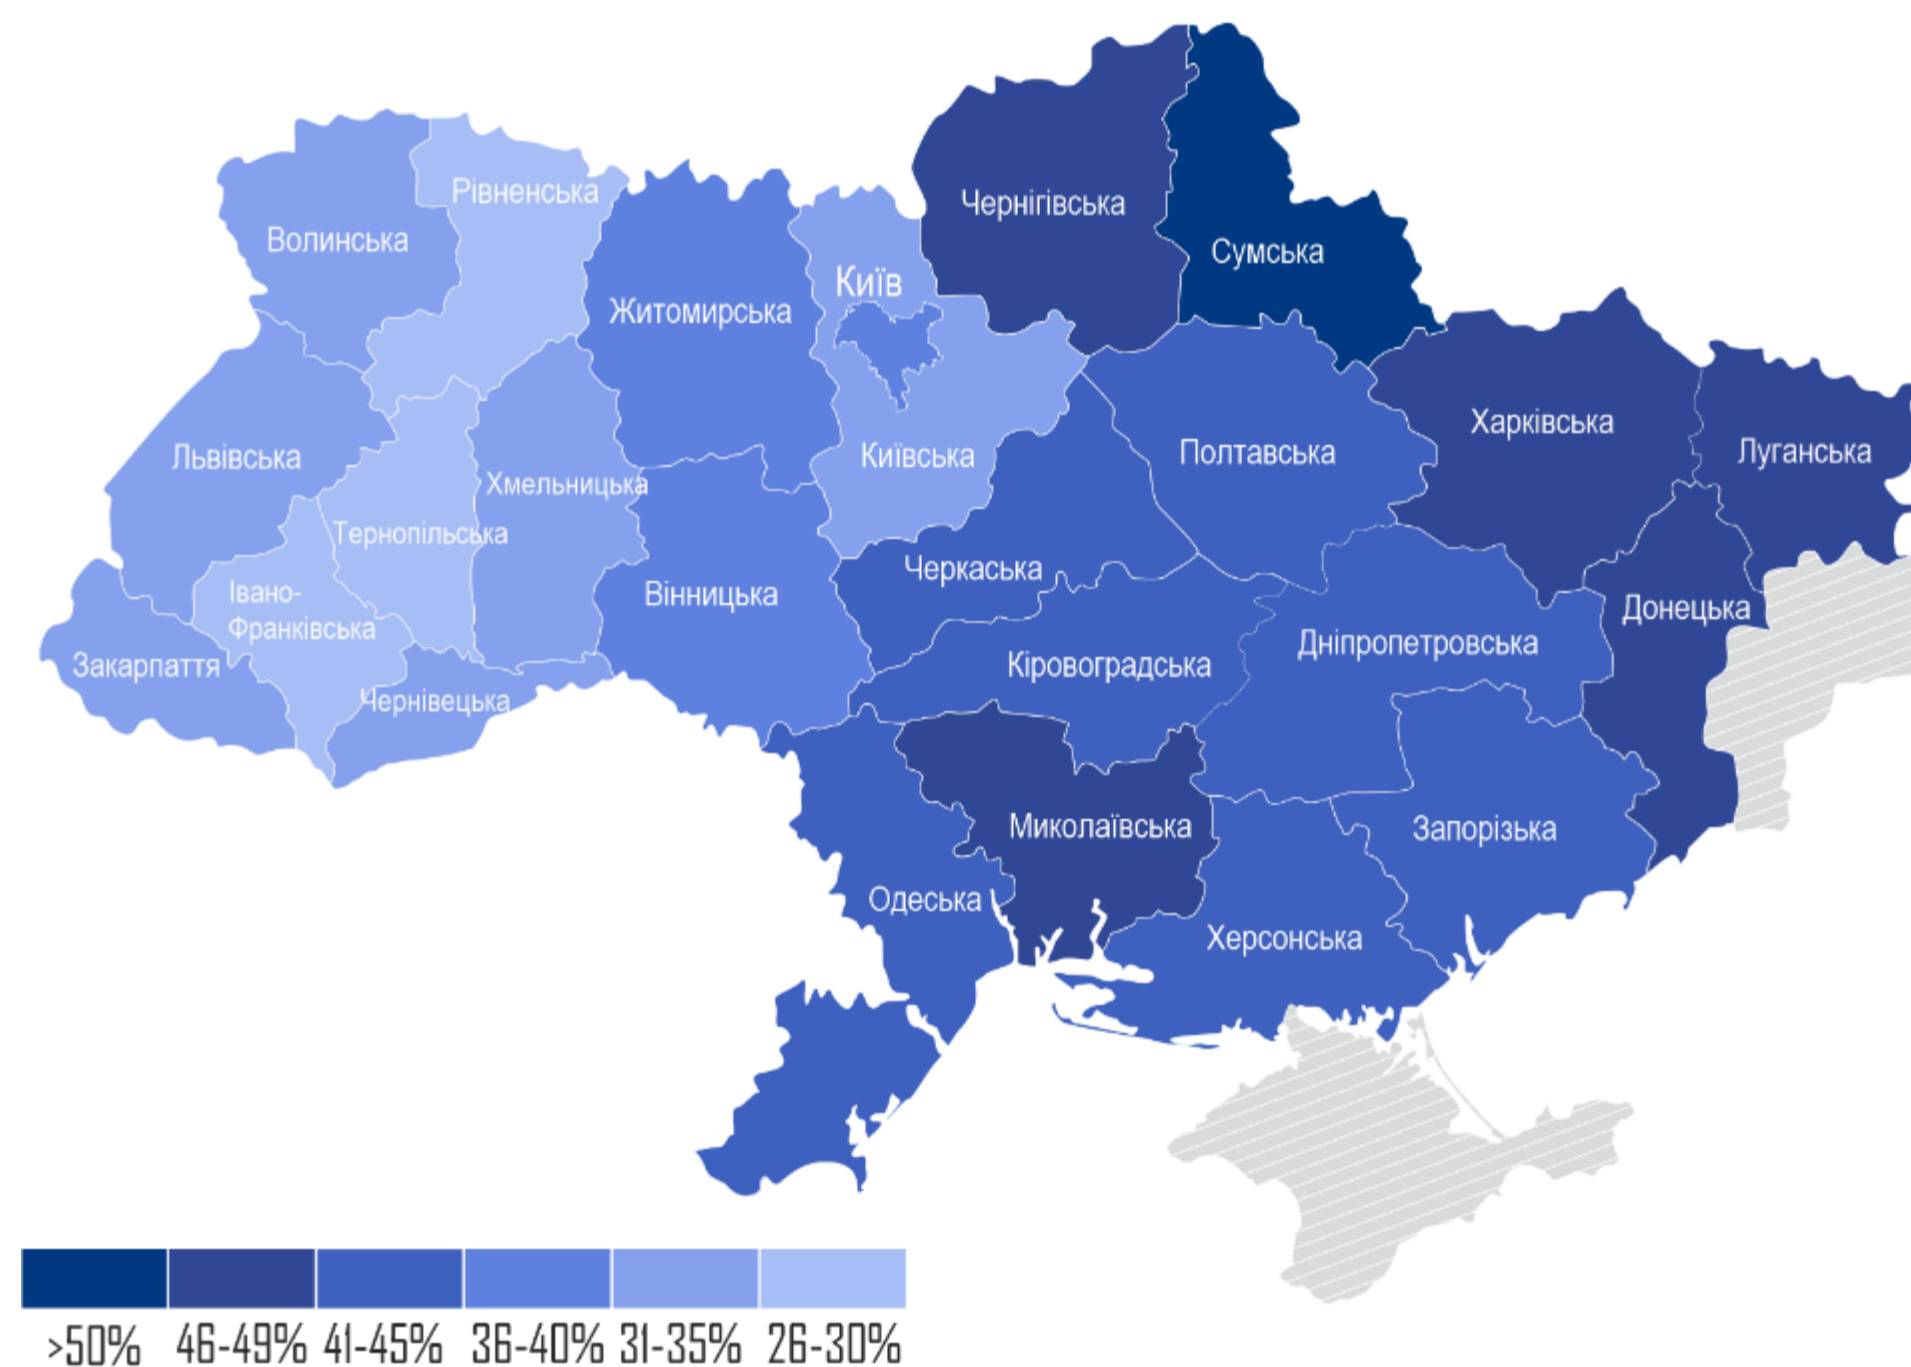 Чернігівська
Сумська
Рівненська
Волинська
Київ
Житомирська
Харківська
Луганська
Полтавська
Київська
Львівська
Хмельницька
Тернопільська
Черкаська
Вінницька
Івано-
Франківська
Донецька
Дніпропетровська
Кіровоградська
Закарпаття
Чернівецька
Миколаївська
Запорізька
Одеська
Херсонська
>50% 46-49% 41-45% 36-40% 31-35% 26-30%